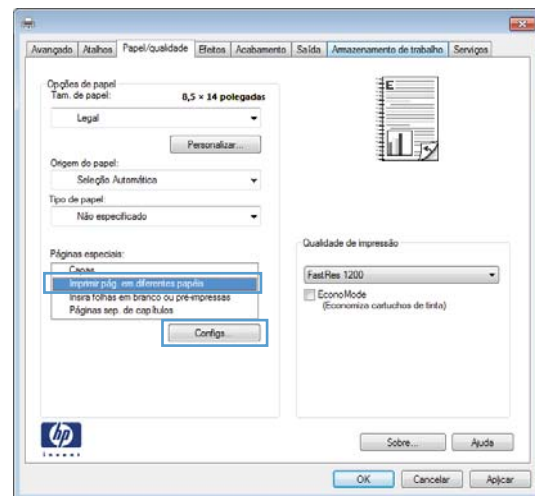 Avançado Atalhos Papel/qualidade Efeitos Acabamento Saída Armazenamento de trabalho Serviços
Opções de papel
Tam. de papel: 8,5 × 14 polegadas
Legal
Personalizar...
Origem do papel:
Seleção Automática
Tipo de papel:
Não especificado
Páginas especiais:
Capas
Imprimir pág. em diferentes papéis
Insira folhas em branco ou pré-impressas
Páginas sep. de capítulos
Configs...
E
Qualidade de impressão
FastRes 1200
EconoMode
(Economiza cartuchos de tinta)
hp
invent
Sobre... Ajuda
OK Cancelar Aplicar